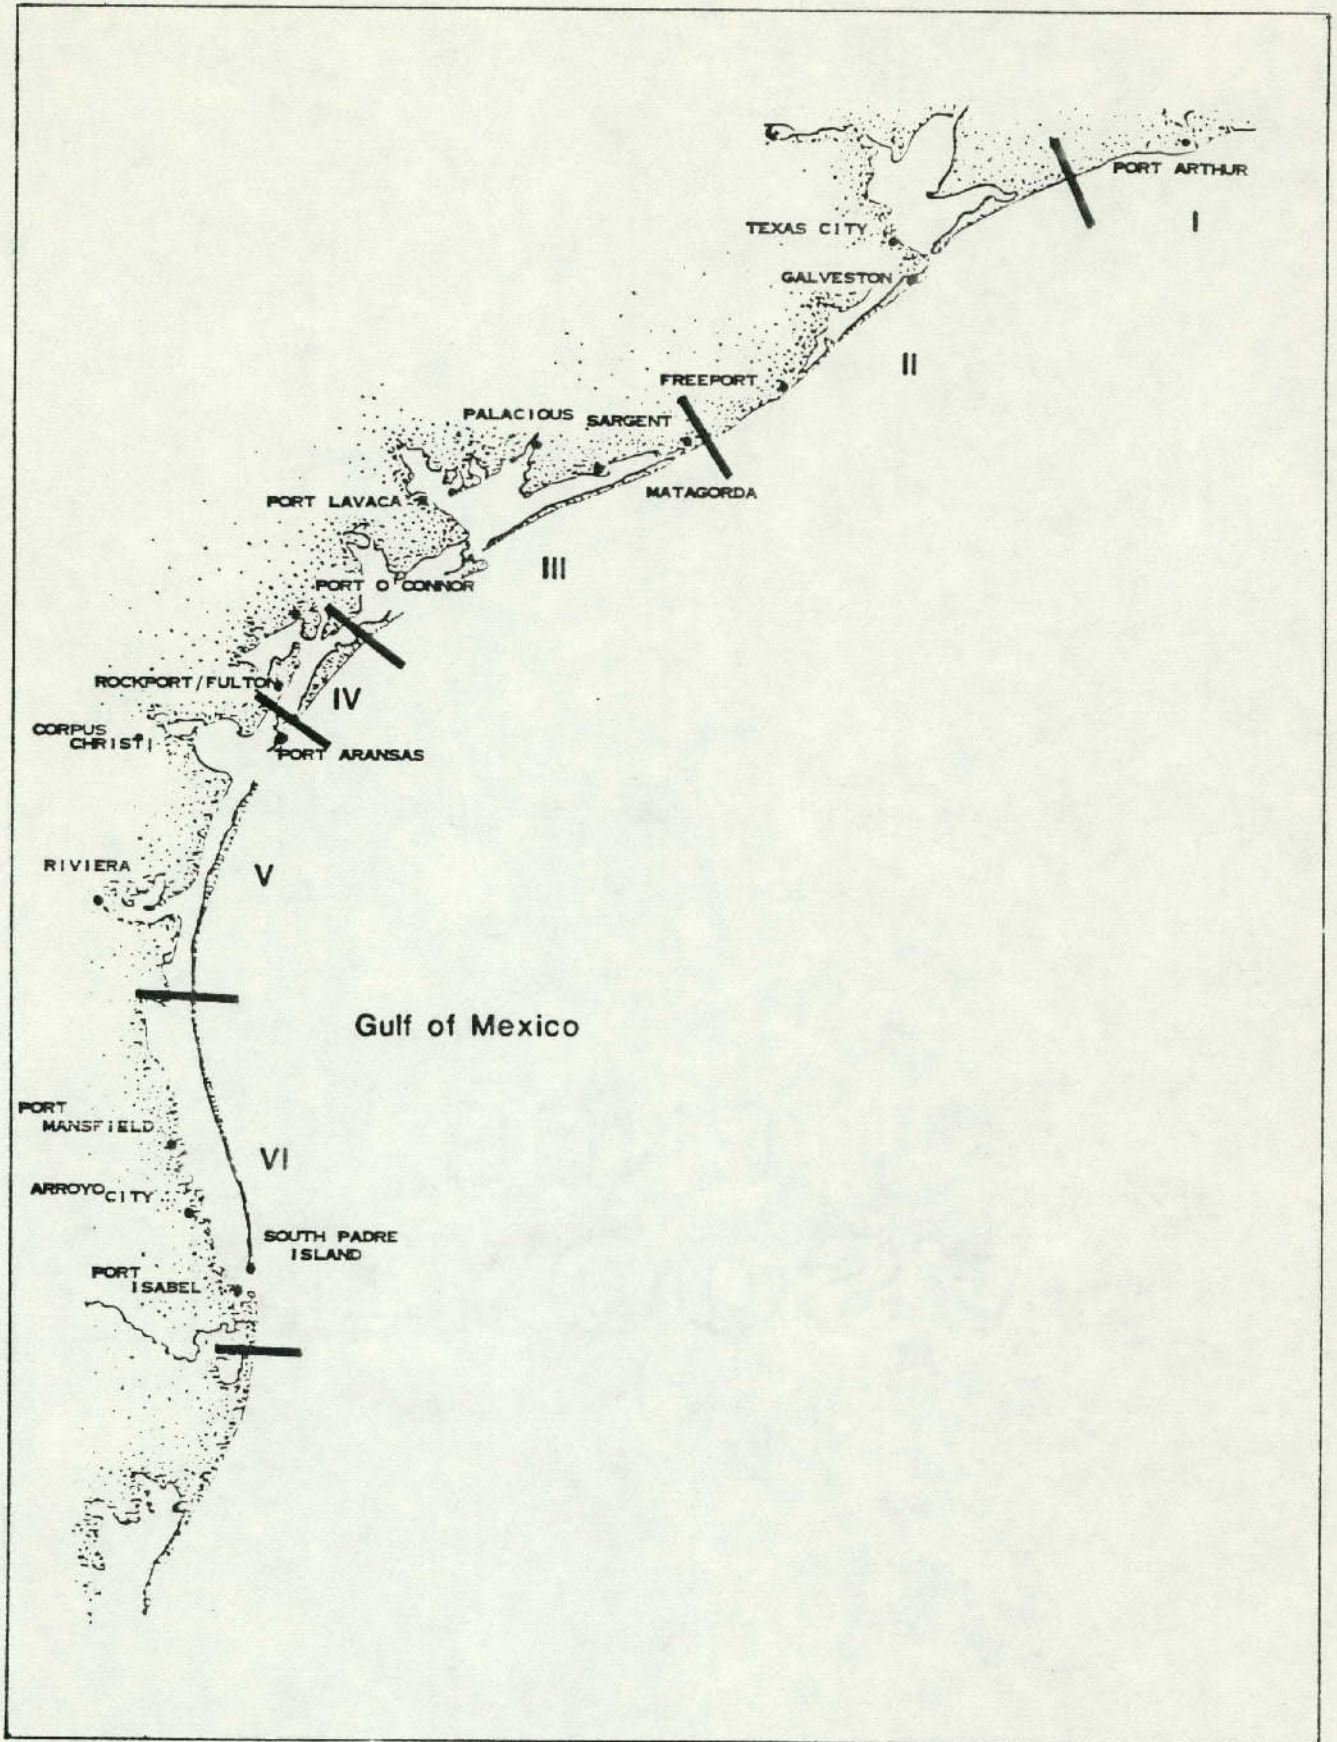 PORT ARTHUR
I
TEXAS CITY
GALVESTON
II
FREEPORT
PALACIOUS
SARGENT
MATAGORDA
PORT LAVACA
III
PORT O'CONNOR
ROCKPORT/FULTON
IV
CORPUS
CHRISTI
PORT ARANSAS
RIVIERA
V
Gulf of Mexico
PORT
MANSFIELD
VI
ARROYO CITY
SOUTH PADRE
ISLAND
PORT
ISABEL